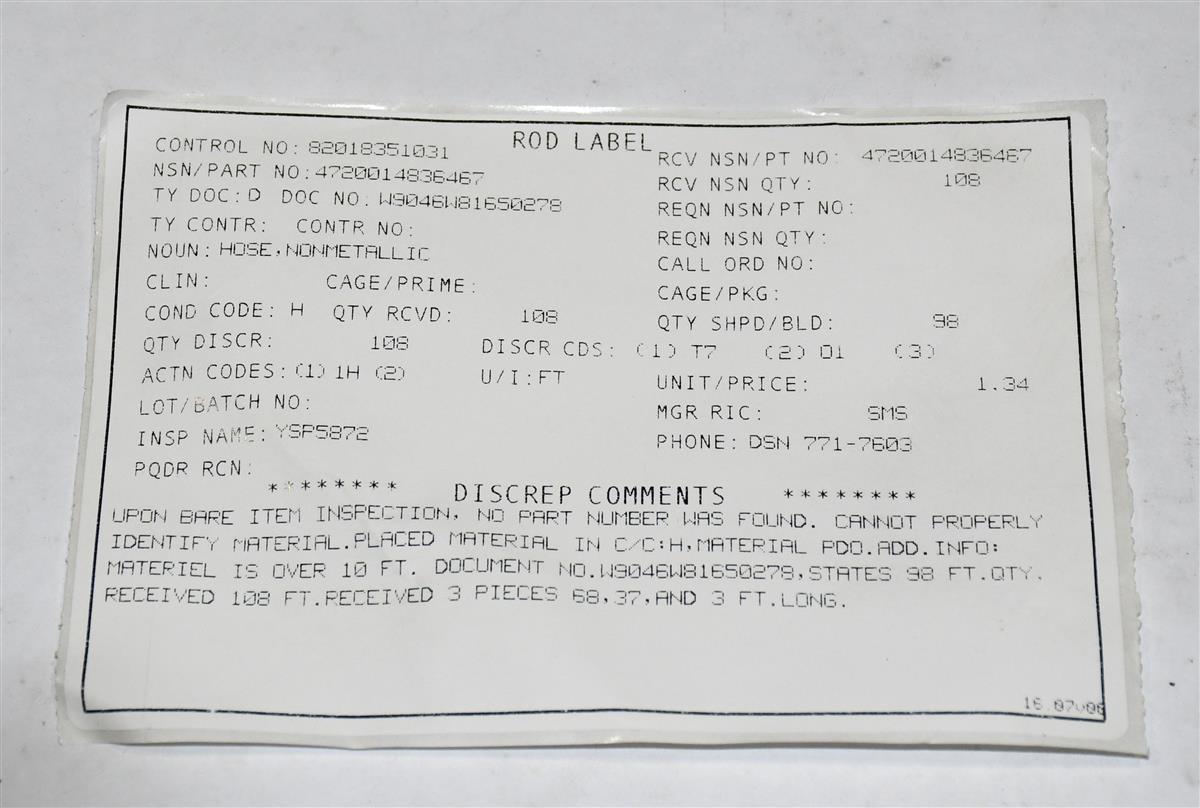 ROD LABEL
CONTROL NO: 82018351031 RCV NSN/PT NO: 4720014836467
NSN/PART NO: 4720014836467 RCV NSN QTY: 108
TY DOC: D DOC NO: W9046W81650278 REQN NSN/PT NO:
TY CONTR: CONTR NO: REQN NSN QTY:
NOUN: HOSE,NONMETALLIC CALL ORD NO:
CLIN: CAGE/PRIME: CAGE/PKG:
COND CODE: H QTY RCVD: 108 QTY SHPD/BLD: 98
QTY DISCR: 108 DISCR CDS: (1) T7 (2) O1 (3)
ACTN CODES: (1) 1H (2) U/I: FT UNIT/PRICE: 1.34
LOT/BATCH NO: MGR RIC: SMS
INSP NAME: YSP5872 PHONE: DSN 771-7603
PQDR RCN:
******** DISCREP COMMENTS ********
UPON BARE ITEM INSPECTION, NO PART NUMBER WAS FOUND. CANNOT PROPERLY
IDENTIFY MATERIAL.PLACED MATERIAL IN C/C:H,MATERIAL PDO.ADD.INFO:
MATERIEL IS OVER 10 FT. DOCUMENT NO.W9046W81650278,STATES 98 FT.QTY.
RECEIVED 108 FT.RECEIVED 3 PIECES 68,37,AND 3 FT.LONG.